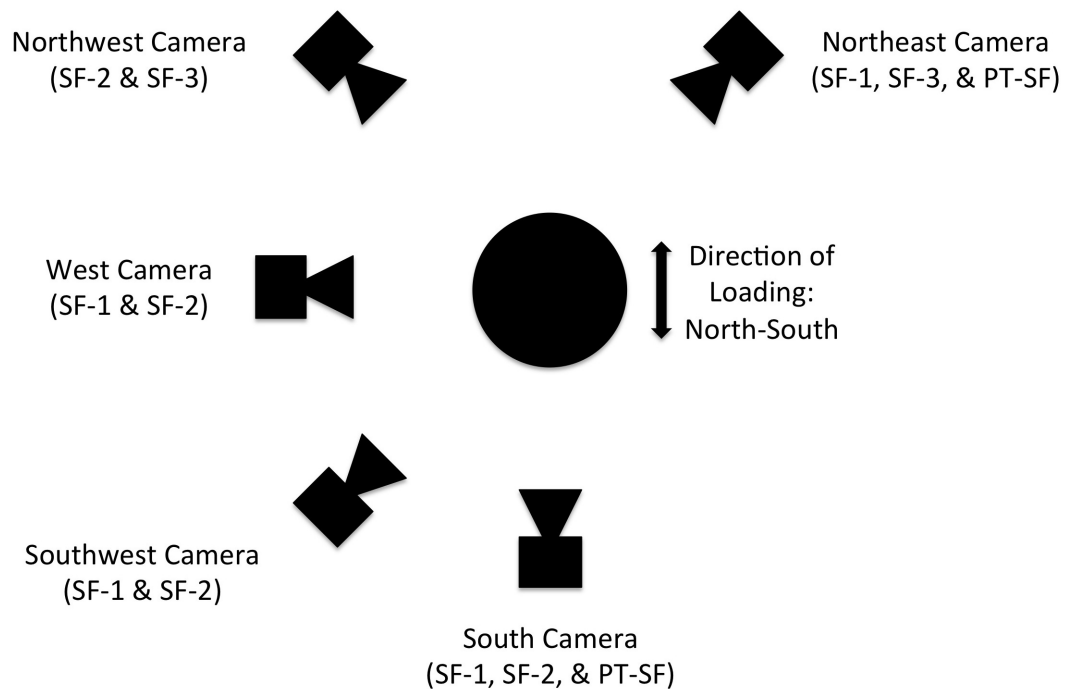 Northwest Camera
(SF-2 & SF-3)
Northeast Camera
(SF-1, SF-3, & PT-SF)
West Camera
(SF-1 & SF-2)
Direction of
Loading:
North-South
Southwest Camera
(SF-1 & SF-2)
South Camera
(SF-1, SF-2, & PT-SF)